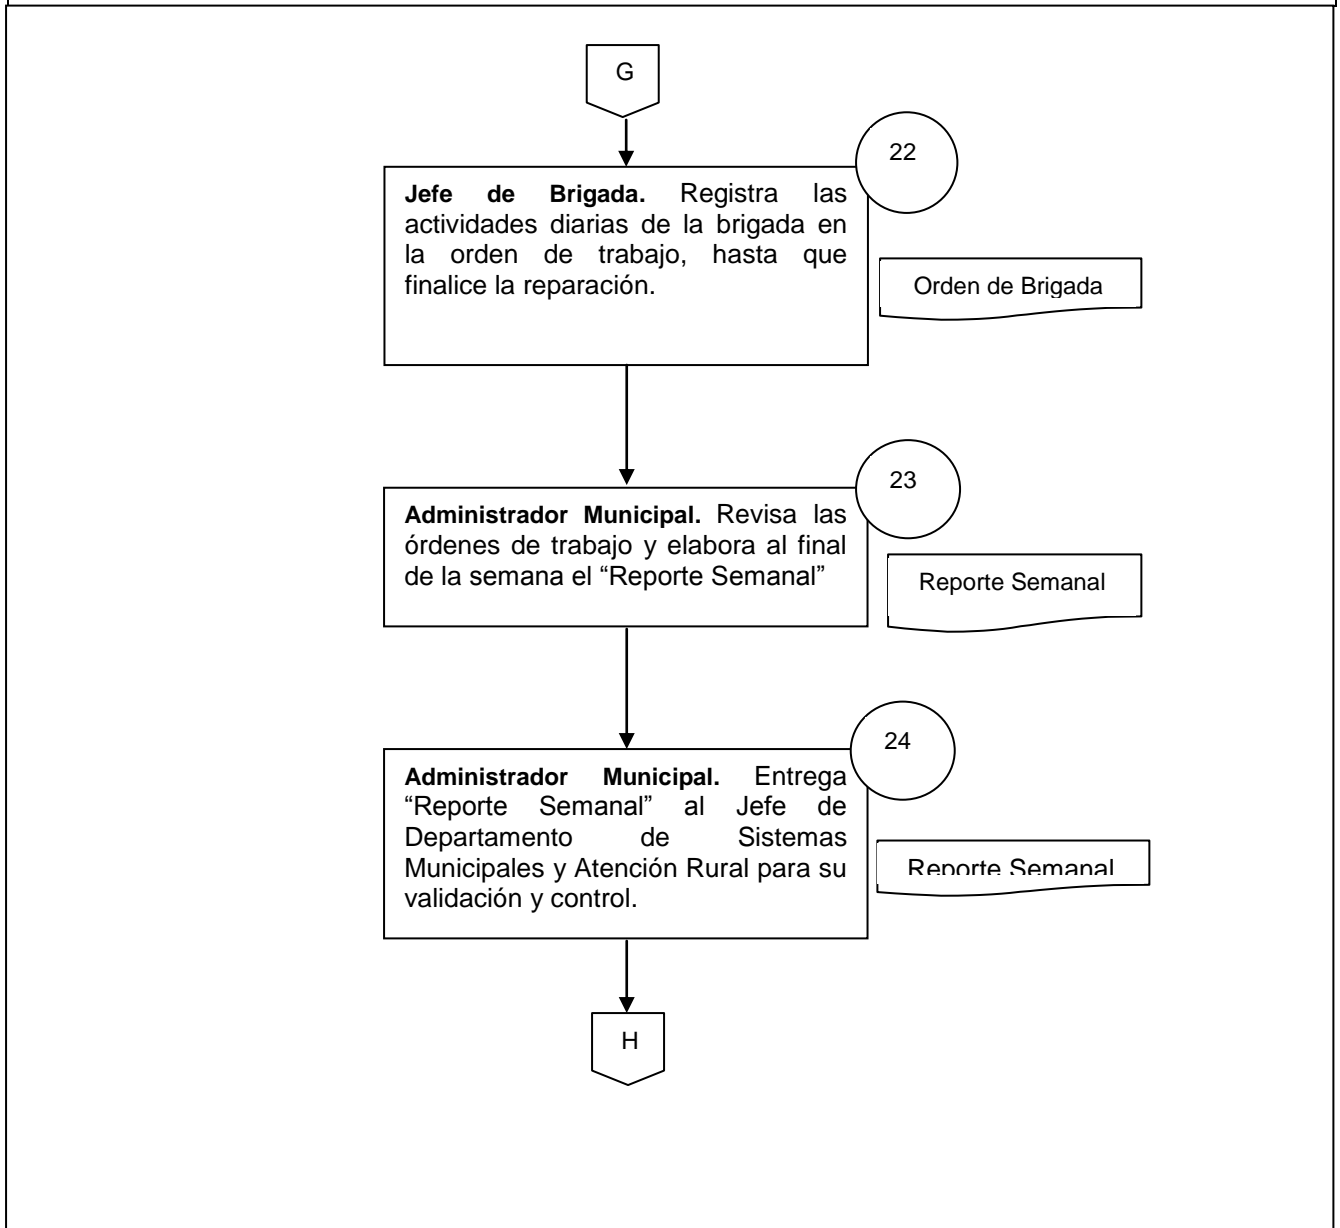 G
22
Jefe de Brigada. Registra las
actividades diarias de la brigada en
la orden de trabajo, hasta que
finalice la reparación.
Orden de Brigada
23
Administrador Municipal. Revisa las
órdenes de trabajo y elabora al final
de la semana el “Reporte Semanal”
Reporte Semanal
24
Administrador Municipal. Entrega
“Reporte Semanal” al Jefe de
Departamento de Sistemas
Municipales y Atención Rural para su
validación y control.
Reporte Semanal
H